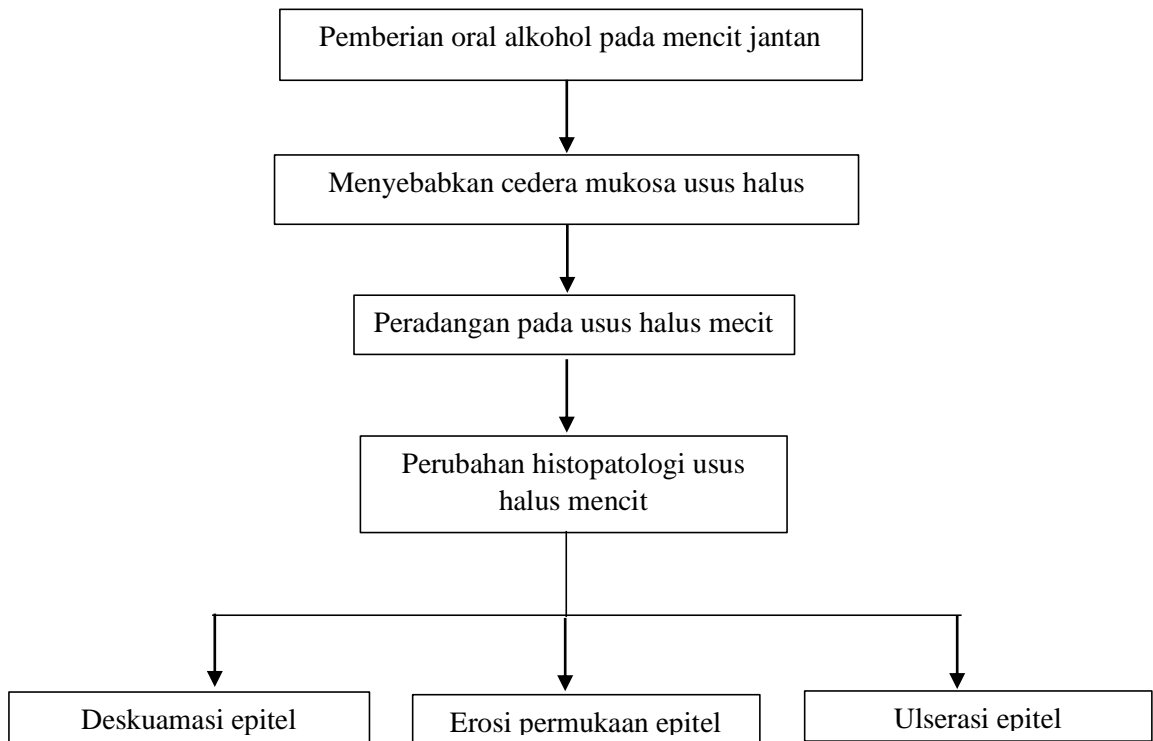 Pemberian oral alkohol pada mencit jantan
Menyebabkan cedera mukosa usus halus
Peradangan pada usus halus mecit
Perubahan histopatologi usus
halus mencit
Deskuamasi epitel
Erosi permukaan epitel
Ulserasi epitel